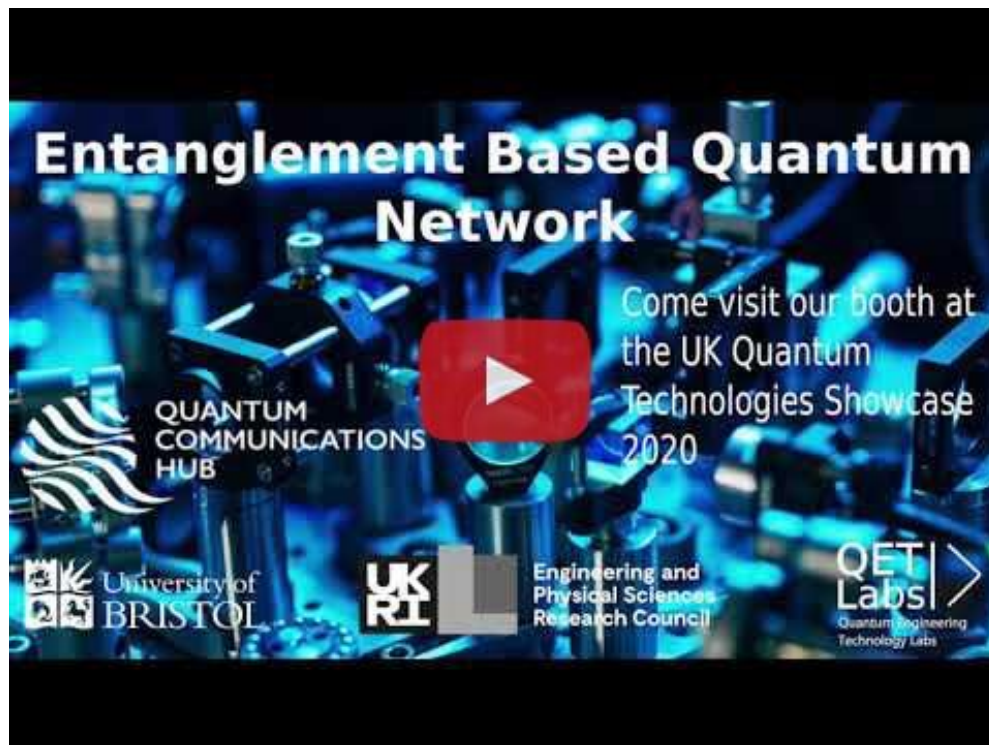 Entanglement Based Quantum
Network
Come visit our booth at
the UK Quantum
Technologies Showcase
2020
QUANTUM
COMMUNICATIONS
HUB
University of
BRISTOL
UK
RI
Engineering and
Physical Sciences
Research Council
QET
Labs
Quantum Engineering
Technology Labs